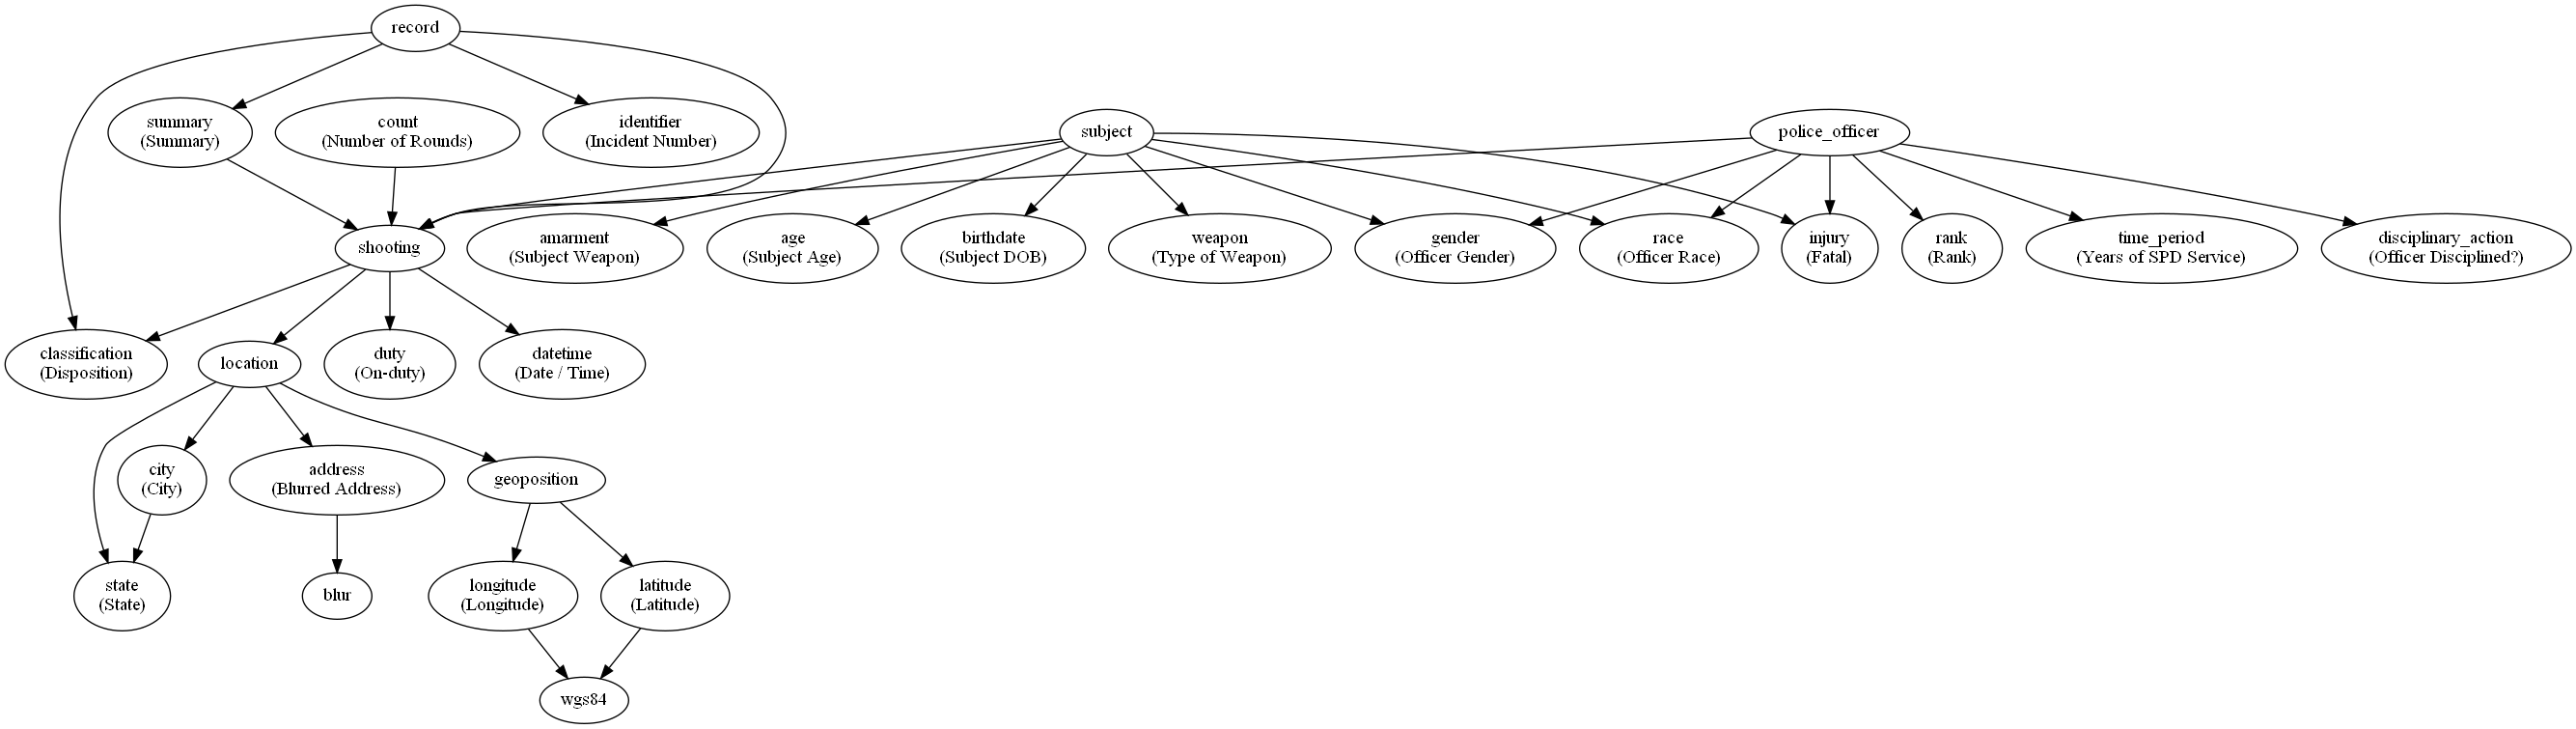 record
summary
(Summary)
count
(Number of Rounds)
identifier
(Incident Number)
subject
police_officer
shooting
amarment
(Subject Weapon)
age
(Subject Age)
birthdate
(Subject DOB)
weapon
(Type of Weapon)
gender
(Officer Gender)
race
(Officer Race)
injury
(Fatal)
rank
(Rank)
time_period
(Years of SPD Service)
disciplinary_action
(Officer Disciplined?)
classification
(Disposition)
location
duty
(On-duty)
datetime
(Date / Time)
city
(City)
address
(Blurred Address)
geoposition
state
(State)
blur
longitude
(Longitude)
latitude
(Latitude)
wgs84